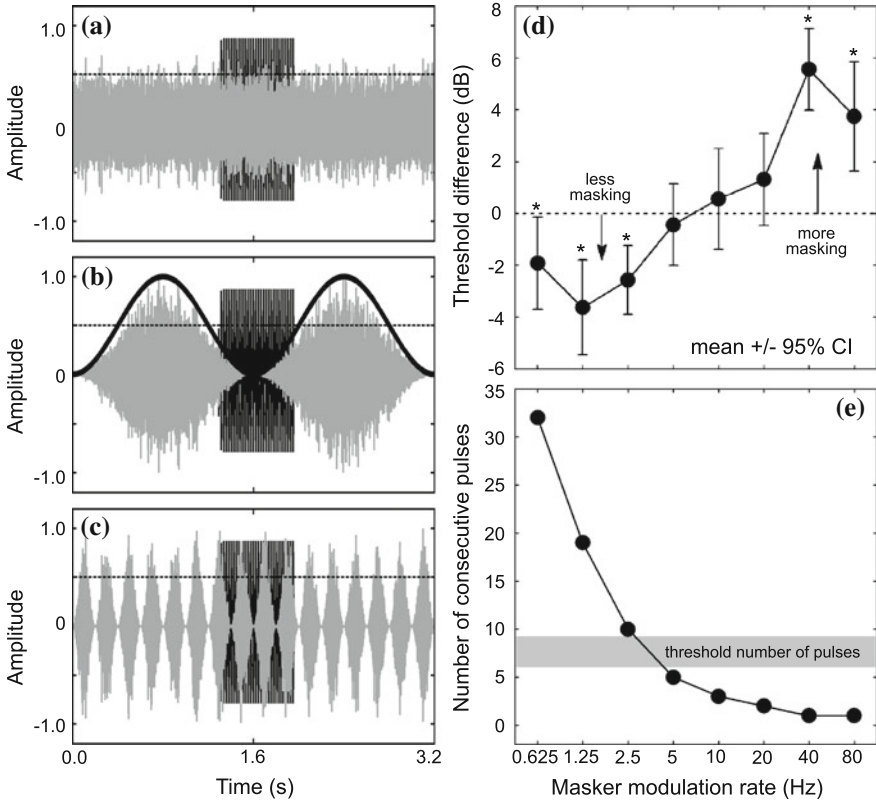 (a)
Amplitude
1.0
0
-1.0
(b)
Amplitude
1.0
0
-1.0
(c)
Amplitude
1.0
0
-1.0
0.0
1.6
3.2
Time (s)
(d)
Threshold difference (dB)
8
6
4
2
0
-2
-4
-6
*
*
*
*
*
less
masking
more
masking
mean +/- 95% CI
(e)
Number of consecutive pulses
35
30
25
20
15
10
5
0
threshold number of pulses
0.625
1.25
2.5
5
10
20
40
80
Masker modulation rate (Hz)